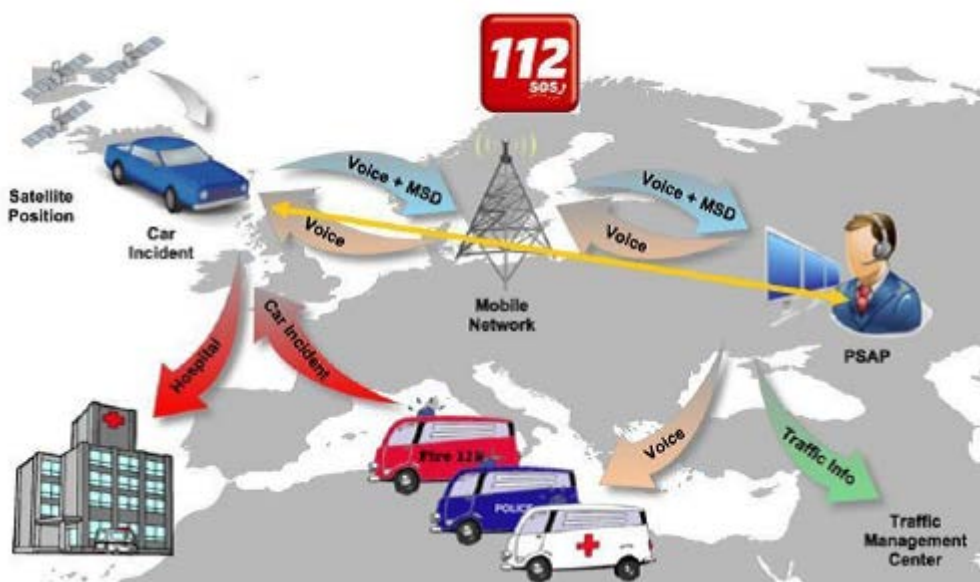 112
SOS
Voice + MSD
Voice + MSD
Satellite
Position
Car
Incident
Voice
Voice
Mobile
Network
PSAP
Hospital
Car Incident
Voice
Traffic Info
Fire
POLICE
Traffic
Management
Center